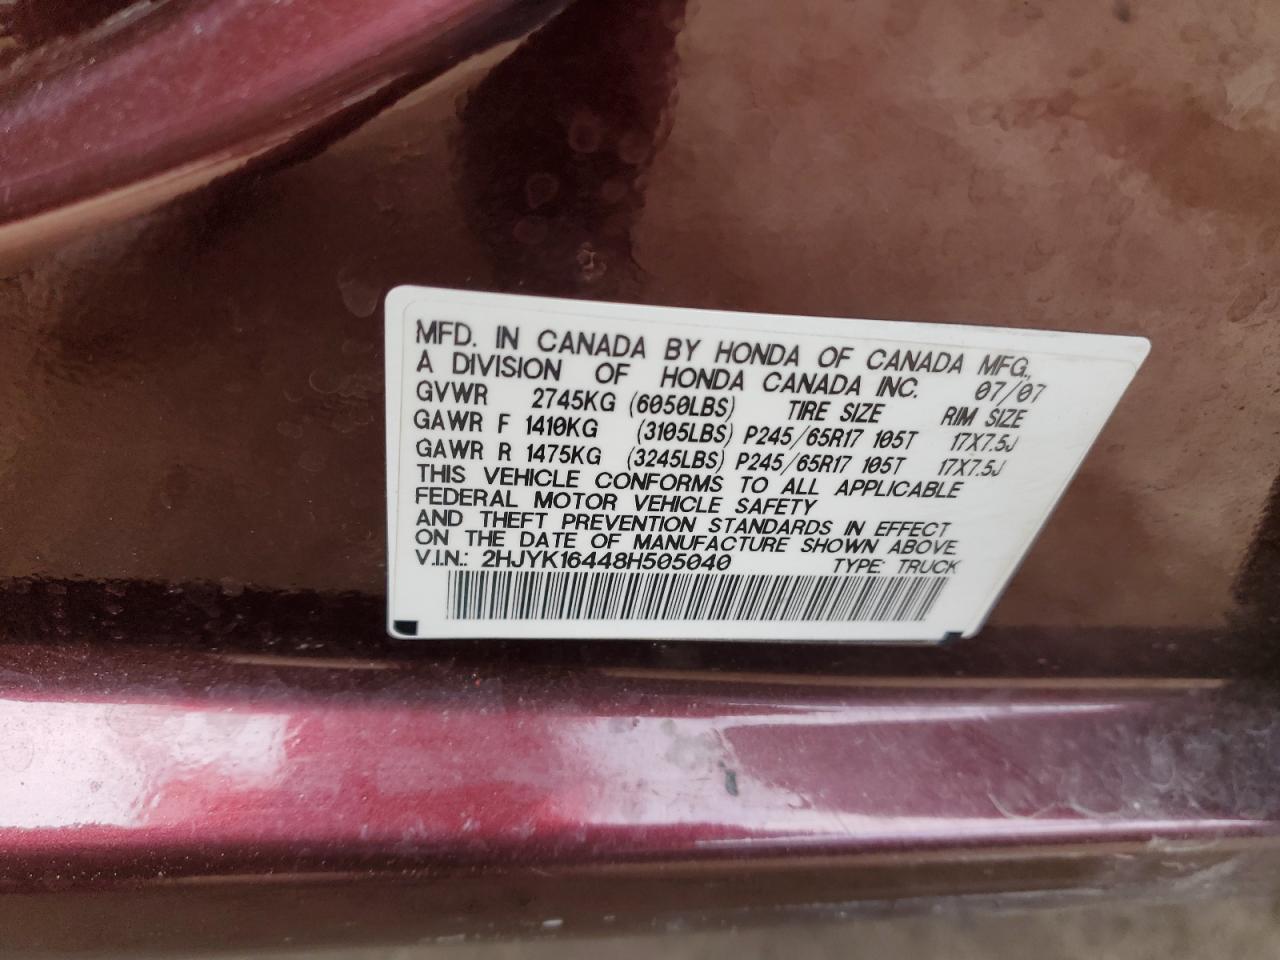 MFD. IN CANADA BY HONDA OF CANADA MFG.,
A DIVISION OF HONDA CANADA INC. 07/07
GVWR 2745KG (6050LBS) TIRE SIZE RIM SIZE
GAWR F 1410KG (3105LBS) P245/65R17 105T 17X7.5J
GAWR R 1475KG (3245LBS) P245/65R17 105T 17X7.5J
THIS VEHICLE CONFORMS TO ALL APPLICABLE
FEDERAL MOTOR VEHICLE SAFETY
AND THEFT PREVENTION STANDARDS IN EFFECT
ON THE DATE OF MANUFACTURE SHOWN ABOVE.
V.I.N.: 2HJYK16448H505040 TYPE: TRUCK